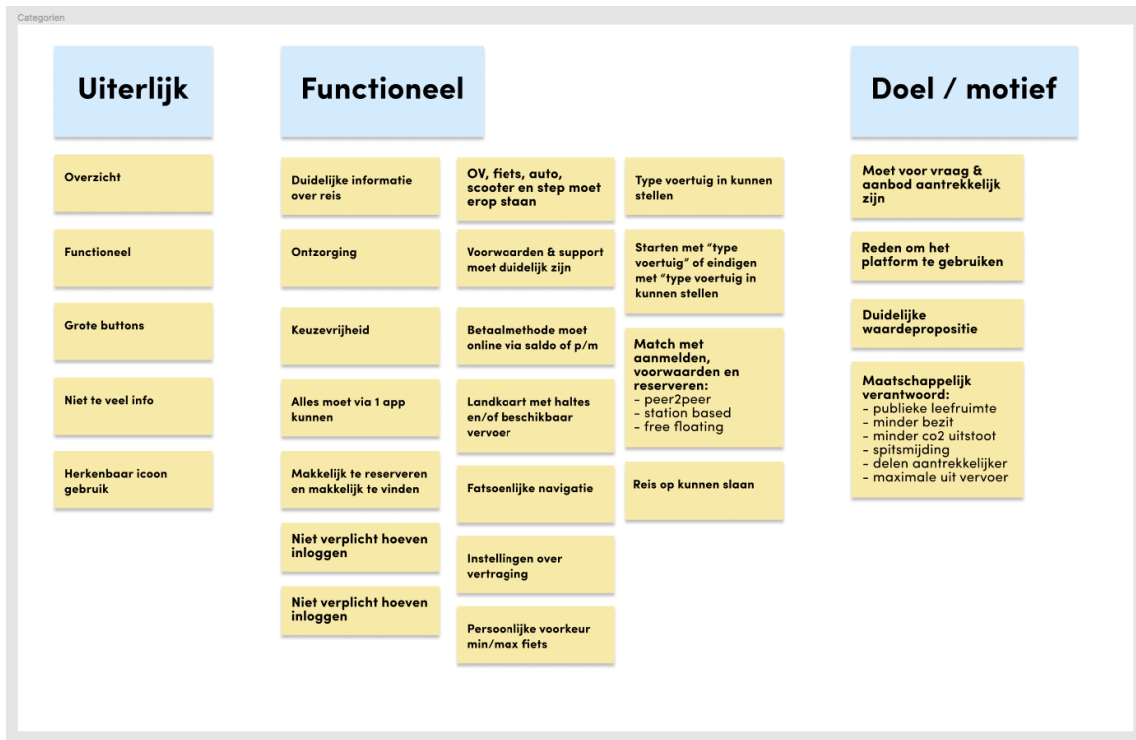 Categorien
Uiterlijk
Overzicht
Functioneel
Grote buttons
Niet te veel info
Herkenbaar icoon
gebruik
Functioneel
Duidelijke informatie
over reis
Ontzorging
Keuzevrijheid
Alles moet via 1 app
kunnen
Makkelijk te reserveren
en makkelijk te vinden
Niet verplicht hoeven
inloggen
Niet verplicht hoeven
inloggen
OV, fiets, auto,
scooter en step moet
erop staan
Voorwaarden & support
moet duidelijk zijn
Betaalmethode moet
online via saldo of p/m
Landkaart met haltes
en/of beschikbaar
vervoer
Fatsoenlijke navigatie
Instellingen over
vertraging
Persoonlijke voorkeur
min/max fiets
Type voertuig in kunnen
stellen
Starten met “type
voertuig” of eindigen
met “type voertuig in
kunnen stellen
Match met
aanmelden,
voorwaarden en
reserveren:
- peer2peer
- station based
- free floating
Reis op kunnen slaan
Doel / motief
Moet voor vraag &
aanbod aantrekkelijk
zijn
Reden om het
platform te gebruiken
Duidelijke
waardepropositie
Maatschappelijk
verantwoord:
- publieke leefruimte
- minder bezit
- minder co2 uitstoot
- spitsmijding
- delen aantrekkelijker
- maximale uit vervoer